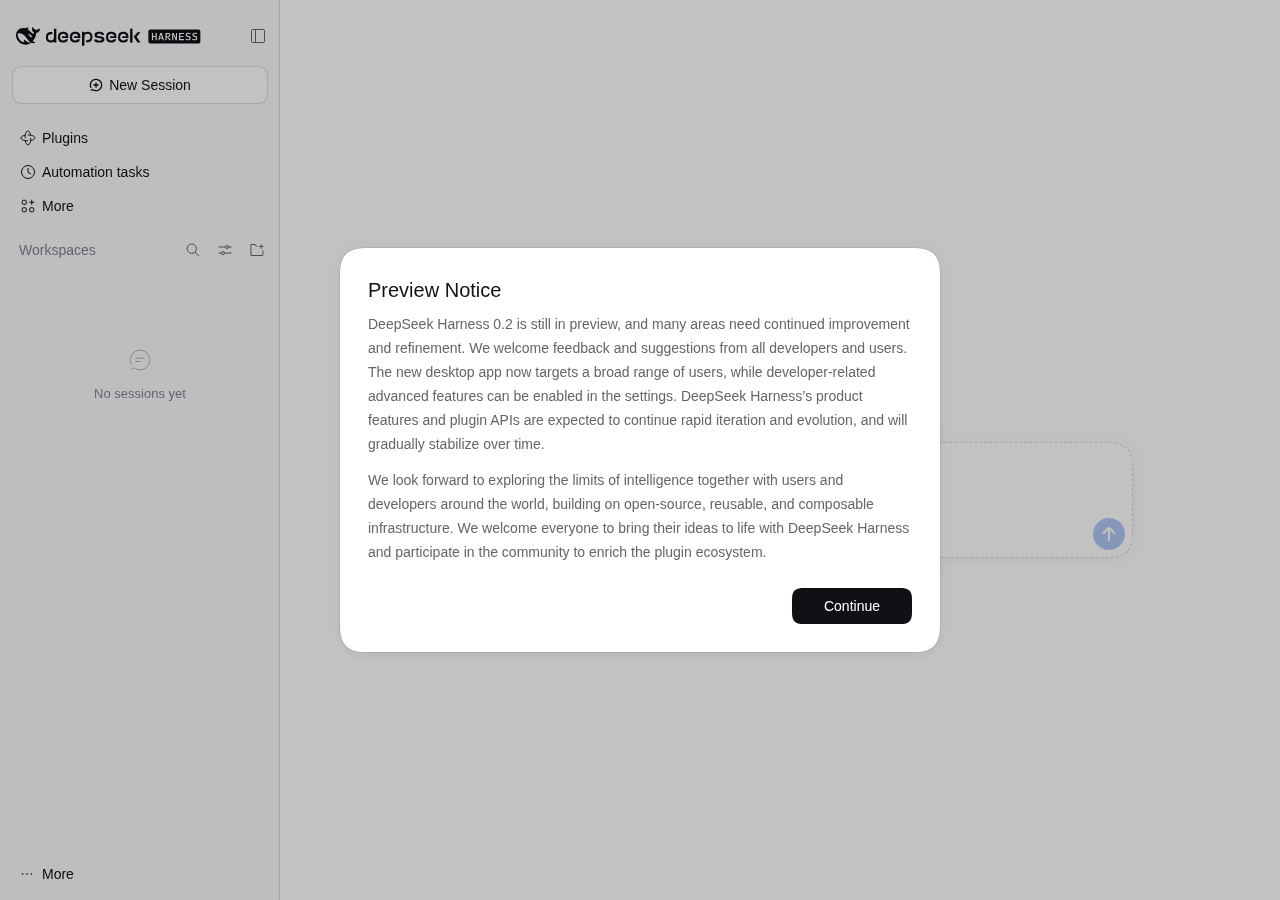 deepseek HARNESS
New Session
Plugins
Automation tasks
More
Workspaces
No sessions yet
More
Preview Notice
DeepSeek Harness 0.2 is still in preview, and many areas need continued improvement
and refinement. We welcome feedback and suggestions from all developers and users.
The new desktop app now targets a broad range of users, while developer-related
advanced features can be enabled in the settings. DeepSeek Harness’s product
features and plugin APIs are expected to continue rapid iteration and evolution, and will
gradually stabilize over time.
We look forward to exploring the limits of intelligence together with users and
developers around the world, building on open-source, reusable, and composable
infrastructure. We welcome everyone to bring their ideas to life with DeepSeek Harness
and participate in the community to enrich the plugin ecosystem.
Continue